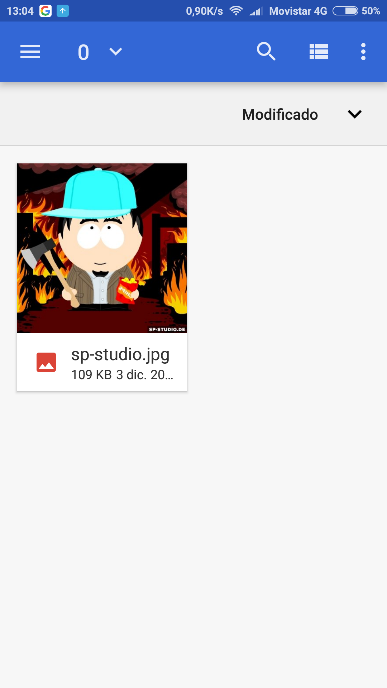 13:04 0,90K/s Movistar 4G 50%
0
Modificado
SP-STUDIO.DE
sp-studio.jpg
109 KB 3 dic. 20...